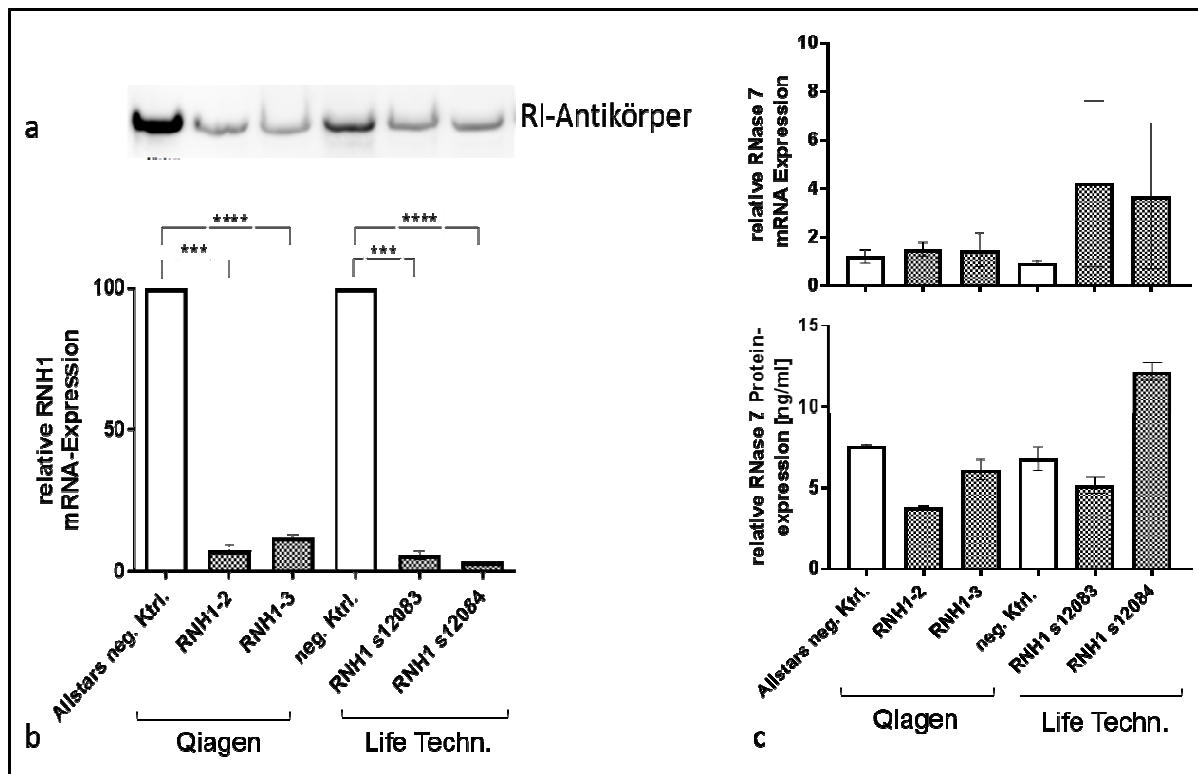 a
RI-Antikörper
**** ****
*** ***
relative RNH1
mRNA-Expression
100
50
0
Allstars neg. Ktrl.
RNH1-2
RNH1-3
neg. Ktrl.
RNH1 s12083
RNH1 s12084
Qiagen
Life Techn.
b
relative RNase 7
mRNA Expression
10
8
6
4
2
0
relative RNase 7 Protein-
expression [ng/ml]
15
10
5
0
Allstars neg. Ktrl.
RNH1-2
RNH1-3
neg. Ktrl.
RNH1 s12083
RNH1 s12084
QIagen
Life Techn.
c